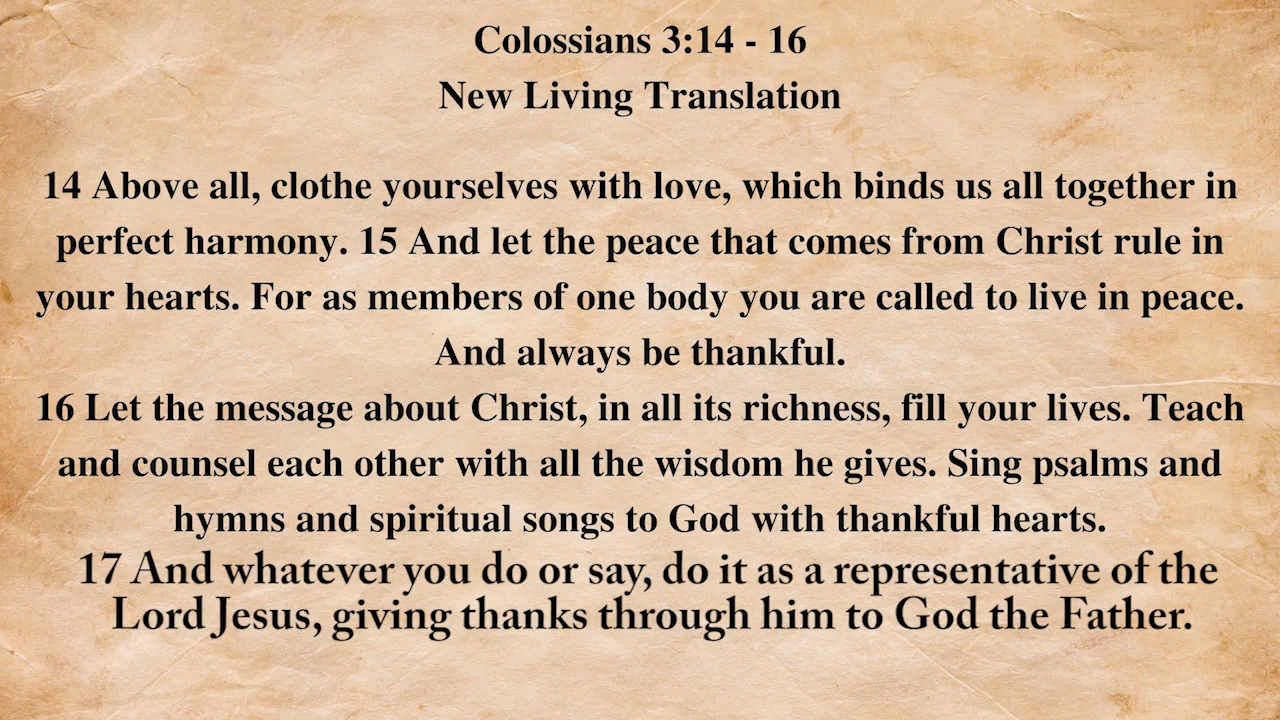 Colossians 3:14 - 16
New Living Translation
14 Above all, clothe yourselves with love, which binds us all together in
perfect harmony. 15 And let the peace that comes from Christ rule in
your hearts. For as members of one body you are called to live in peace.
And always be thankful.
16 Let the message about Christ, in all its richness, fill your lives. Teach
and counsel each other with all the wisdom he gives. Sing psalms and
hymns and spiritual songs to God with thankful hearts.
17 And whatever you do or say, do it as a representative of the
Lord Jesus, giving thanks through him to God the Father.